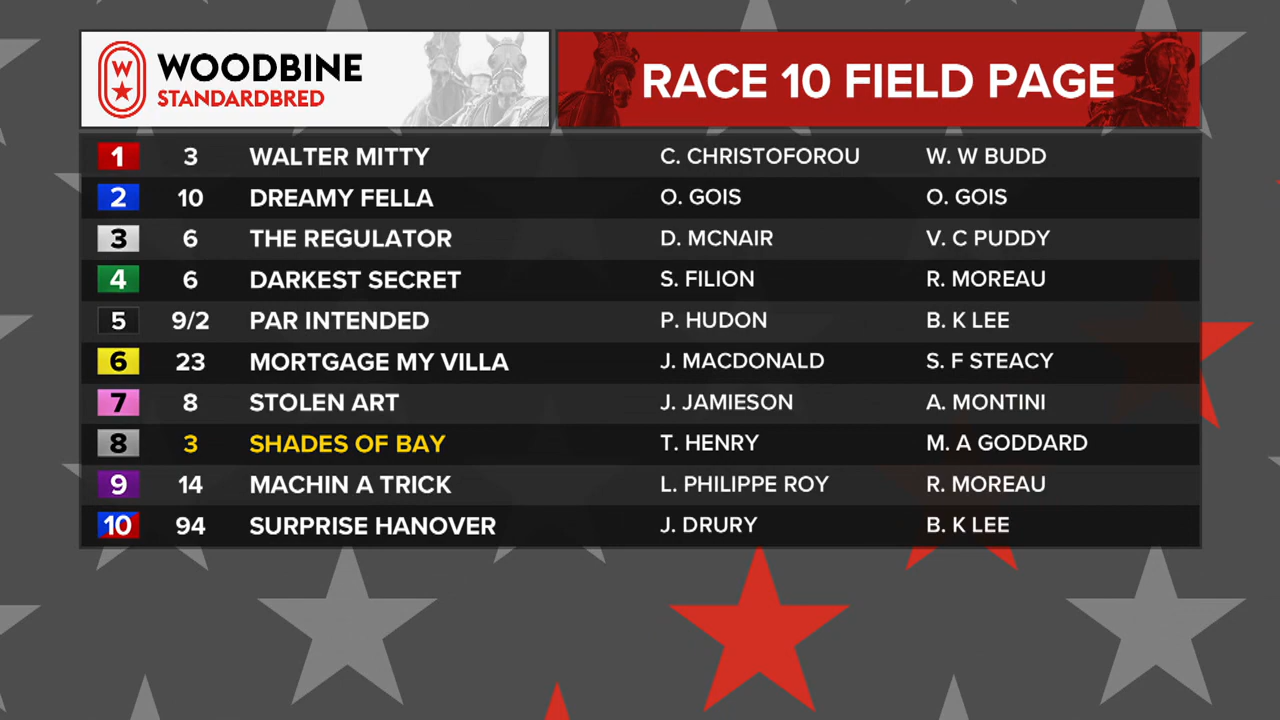 W
WOODBINE
STANDARDBRED
RACE 10 FIELD PAGE
1 3 WALTER MITTY C. CHRISTOFOROU W. W BUDD
2 10 DREAMY FELLA O. GOIS O. GOIS
3 6 THE REGULATOR D. MCNAIR V. C PUDDY
4 6 DARKEST SECRET S. FILION R. MOREAU
5 9/2 PAR INTENDED P. HUDON B. K LEE
6 23 MORTGAGE MY VILLA J. MACDONALD S. F STEACY
7 8 STOLEN ART J. JAMIESON A. MONTINI
8 3 SHADES OF BAY T. HENRY M. A GODDARD
9 14 MACHIN A TRICK L. PHILIPPE ROY R. MOREAU
10 94 SURPRISE HANOVER J. DRURY B. K LEE